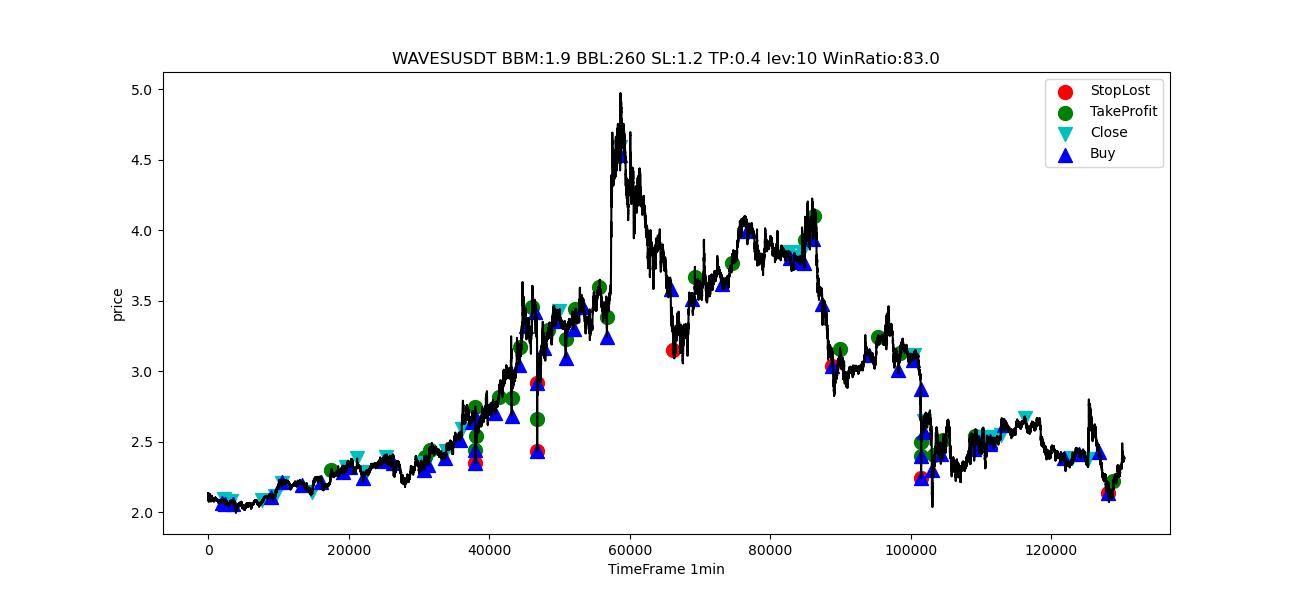 WAVESUSDT BBM:1.9 BBL:260 SL:1.2 TP:0.4 lev:10 WinRatio:83.0
StopLost
TakeProfit
Close
Buy
5.0
4.5
4.0
3.5
3.0
2.5
2.0
price
0 20000 40000 60000 80000 100000 120000
TimeFrame 1min